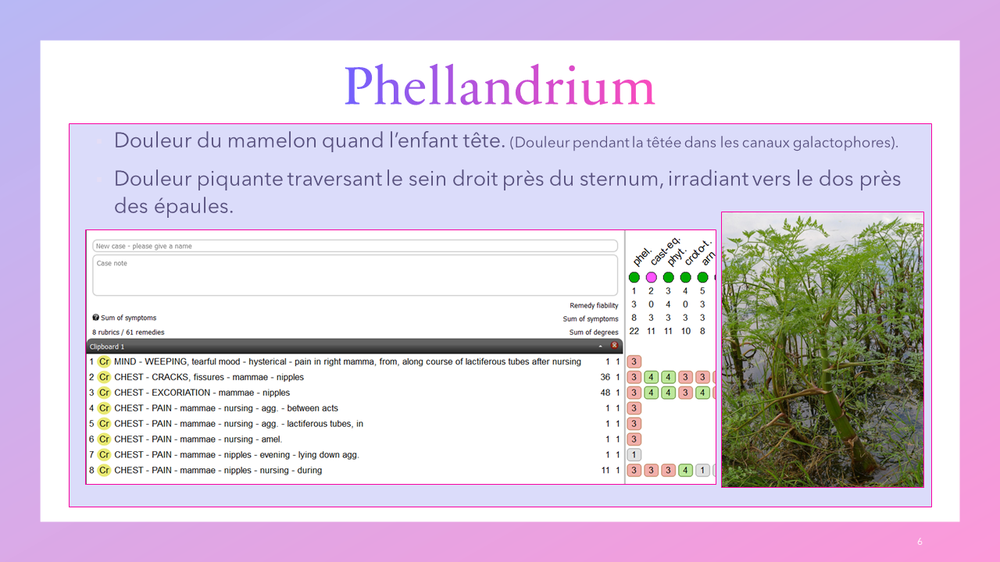 Phellandrium
Douleur du mamelon quand l’enfant tête. (Douleur pendant la têtée dans les canaux galactophores).
Douleur piquante traversant le sein droit près du sternum, irradiant vers le dos près
des épaules.
New case - please give a name
Case note
phel. cast-eq. phyt. croto-t. arn
Remedy fiability 1 2 3 4 5
3 0 4 0 3
Sum of symptoms Sum of symptoms 8 3 3 3 3
8 rubrics / 61 remedies Sum of degrees 22 11 11 10 8
Clipboard 1
1 Cr MIND - WEEPING, tearful mood - hysterical - pain in right mamma, from, along course of lactiferous tubes after nursing 1 1 3
2 Cr CHEST - CRACKS, fissures - mammae - nipples 36 1 3 4 4 3 3
3 Cr CHEST - EXCORIATION - mammae - nipples 48 1 3 4 4 3 4
4 Cr CHEST - PAIN - mammae - nursing - agg. - between acts 1 1 3
5 Cr CHEST - PAIN - mammae - nursing - agg. - lactiferous tubes, in 1 1 3
6 Cr CHEST - PAIN - mammae - nursing - amel. 1 1 3
7 Cr CHEST - PAIN - mammae - nipples - evening - lying down agg. 1 1 1
8 Cr CHEST - PAIN - mammae - nipples - nursing - during 11 1 3 3 3 4 1
6